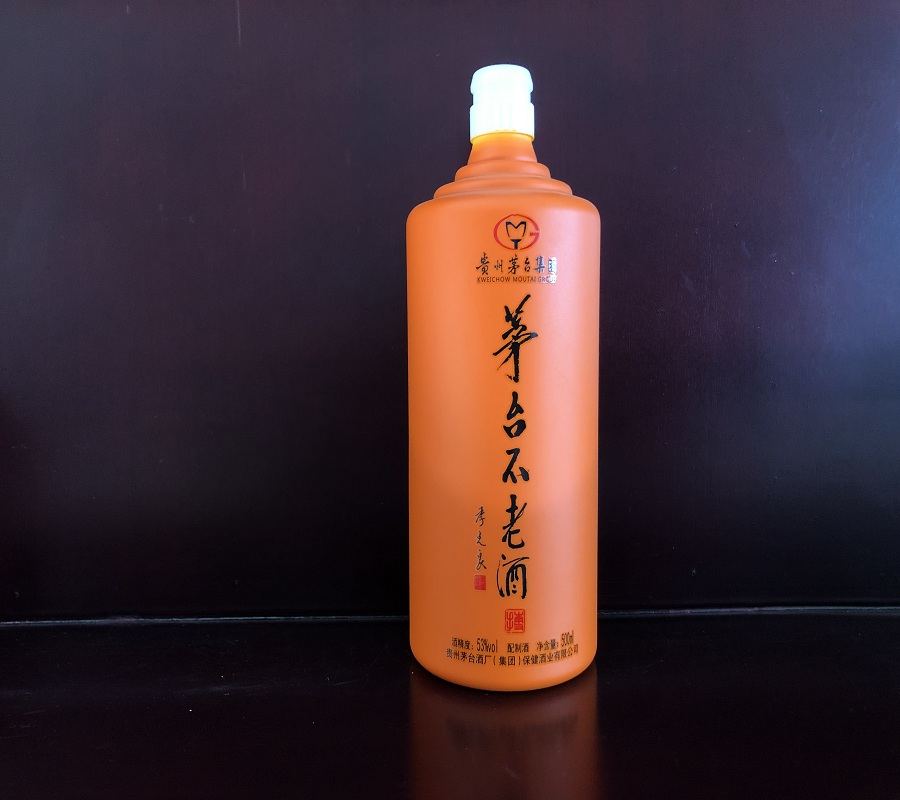 贵州茅台集团
KWEICHOW MOUTAI GROUP
茅台不老酒
季克良
酒精度：53%vol 配制酒 净含量：500ml
贵州茅台酒厂（集团）保健酒业有限公司